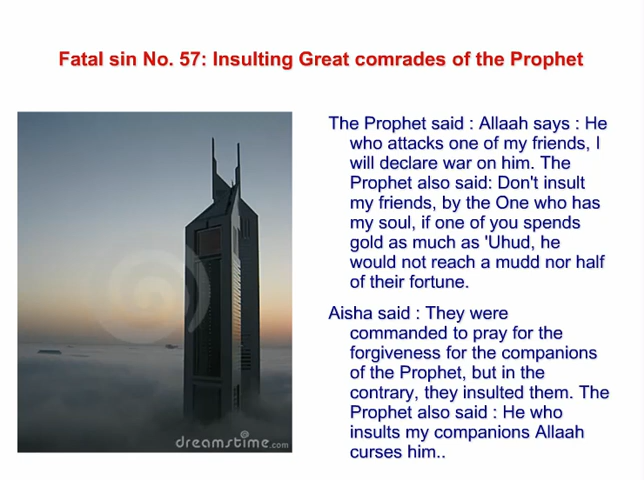 Fatal sin No. 57: Insulting Great comrades of the Prophet
The Prophet said : Allaah says : He
who attacks one of my friends, I
will declare war on him. The
Prophet also said: Don't insult
my friends, by the One who has
my soul, if one of you spends
gold as much as 'Uhud, he
would not reach a mudd nor half
of their fortune.
Aisha said : They were
commanded to pray for the
forgiveness for the companions
of the Prophet, but in the
contrary, they insulted them. The
Prophet also said : He who
insults my companions Allaah
curses him..
dreamstime.com